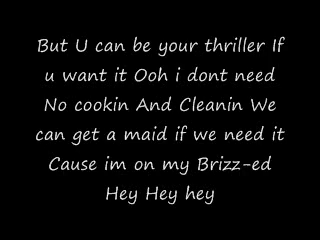 But U can be your thriller If
u want it Ooh i dont need
No cookin And Cleanin We
can get a maid if we need it
Cause im on my Brizz-ed
Hey Hey hey